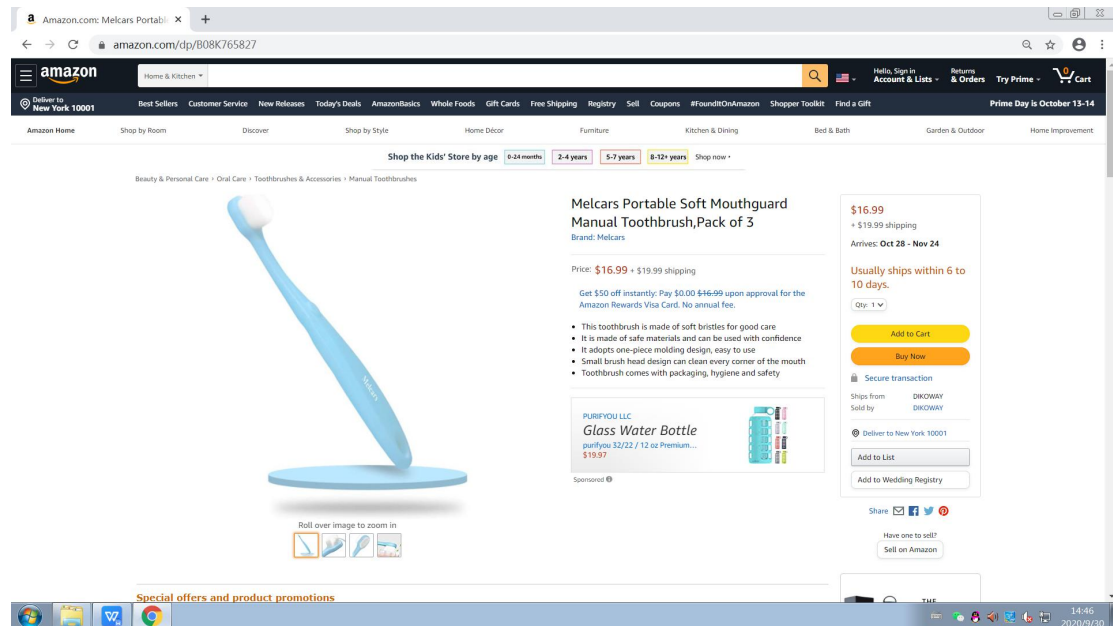 Amazon.com: Melcars Portabl
amazon.com/dp/B08K765827
amazon
Home & Kitchen
Hello, Sign in
Account & Lists
Returns
& Orders
Try Prime
0
Cart
Deliver to
New York 10001
Best Sellers Customer Service New Releases Today's Deals AmazonBasics Whole Foods Gift Cards Free Shipping Registry Sell Coupons #FoundItOnAmazon Shopper Toolkit Find a Gift
Prime Day is October 13-14
Amazon Home Shop by Room Discover Shop by Style Home Décor Furniture Kitchen & Dining Bed & Bath Garden & Outdoor Home Improvement
Shop the Kids' Store by age 0-24 months 2-4 years 5-7 years 8-12+ years Shop now ›
Beauty & Personal Care › Oral Care › Toothbrushes & Accessories › Manual Toothbrushes
Melcars
Roll over image to zoom in
Melcars Portable Soft Mouthguard
Manual Toothbrush,Pack of 3
Brand: Melcars
Price: $16.99 + $19.99 shipping
Get $50 off instantly: Pay $0.00 $16.99 upon approval for the
Amazon Rewards Visa Card. No annual fee.
• This toothbrush is made of soft bristles for good care
• It is made of safe materials and can be used with confidence
• It adopts one-piece molding design, easy to use
• Small brush head design can clean every corner of the mouth
• Toothbrush comes with packaging, hygiene and safety
PURIFYOU LLC
Glass Water Bottle
purifyou 32/22 / 12 oz Premium...
$19.97
Sponsored
$16.99
+ $19.99 shipping
Arrives: Oct 28 - Nov 24
Usually ships within 6 to
10 days.
Qty: 1
Add to Cart
Buy Now
Secure transaction
Ships from DIKOWAY
Sold by DIKOWAY
Deliver to New York 10001
Add to List
Add to Wedding Registry
Share
Have one to sell?
Sell on Amazon
Special offers and product promotions
THE
14:46
2020/9/30